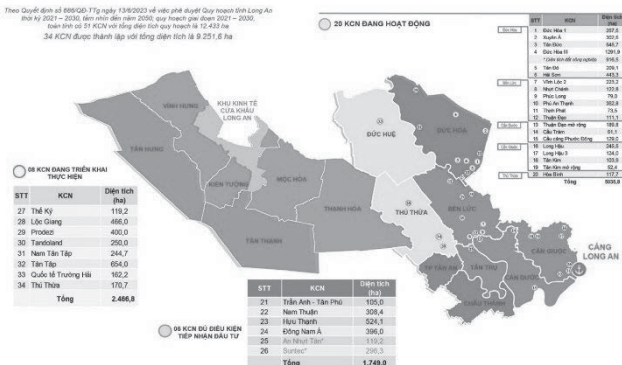 Theo Quyết định số 686/QĐ-TTg ngày 13/6/2023 về việc phê duyệt Quy hoạch tỉnh Long An
thời kỳ 2021 – 2030, tầm nhìn đến năm 2050; quy hoạch giai đoạn 2021 – 2030,
toàn tỉnh có 51 KCN với tổng diện tích quy hoạch là 12.433 ha
34 KCN được thành lập với tổng diện tích là 9.251,8 ha
20 KCN ĐANG HOẠT ĐỘNG
STT KCN Diện tích (ha)
1 Đức Hòa 1
2 Xuyên Á
3 Tân Đức
4 Đức Hòa III
5 Tân Đô
6 Hải Sơn
7 Vĩnh Lộc 2
8 Nhựt Chánh
9 Phúc Long
10 Phú An Thạnh
11 Thịnh Phát
12 Thuận Đạo
13 Thuận Đạo mở rộng
14 Cầu Tràm
15 Cầu cảng Phước Đông
16 Long Hậu
17 Long Hậu 3
18 Tân Kim
19 Tân Kim mở rộng
20 Hòa Bình 117,7
Tổng
VĨNH HƯNG
KHU KINH TẾ
CỬA KHẨU
LONG AN
TÂN HƯNG
KIẾN TƯỜNG
MỘC HÓA
TÂN THẠNH
THẠNH HÓA
ĐỨC HUỆ
ĐỨC HÒA
THỦ THỪA
BẾN LỨC
TP TÂN AN
TÂN TRỤ
CẦN ĐƯỚC
CẦN GIUỘC
CHÂU THÀNH
CẢNG
LONG AN
08 KCN ĐANG TRIỂN KHAI
THỰC HIỆN
STT KCN Diện tích (ha)
27 Thế Kỷ 119,2
28 Lộc Giang 466,0
29 Prodezi 400,0
30 Tandoland 250,0
31 Nam Tân Tập 244,7
32 Tân Tập 654,0
33 Quốc tế Trường Hải 162,2
34 Thủ Thừa 170,7
Tổng 2.466,8
06 KCN ĐỦ ĐIỀU KIỆN
TIẾP NHẬN ĐẦU TƯ
STT KCN Diện tích (ha)
21 Trần Anh - Tân Phú 105,0
22 Nam Thuận 308,4
23 Hựu Thạnh 524,1
24 Đông Nam Á 396,0
25 An Nhựt Tân* 119,2
26 Suntec* 296,3
Tổng 1.749,0